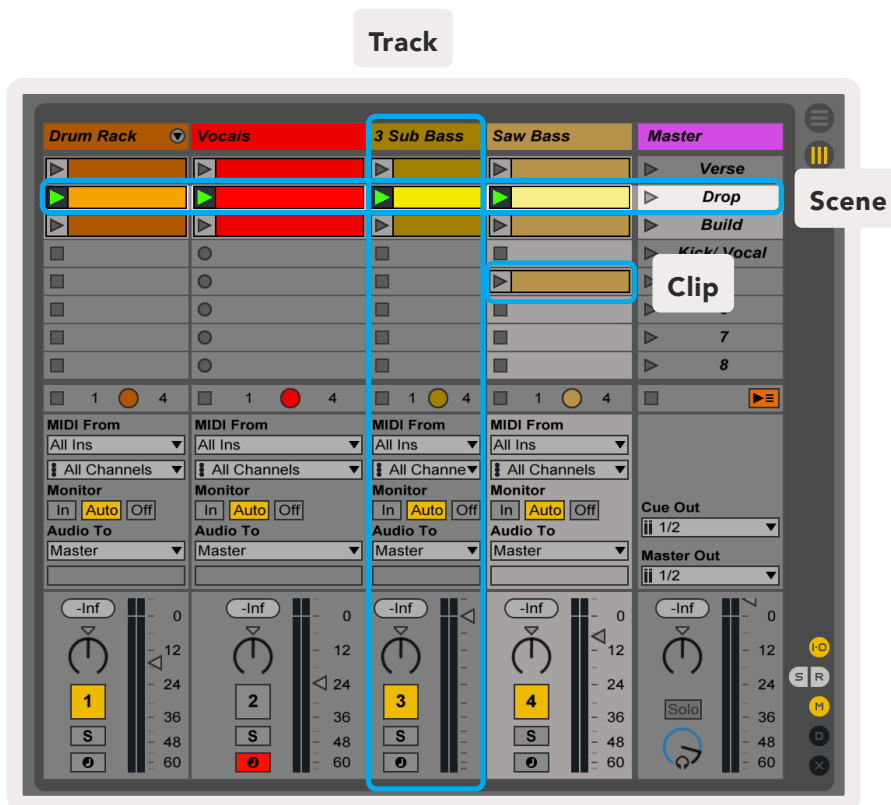 Track
Drum Rack Vocals 3 Sub Bass Saw Bass Master
Verse
Drop
Scene
Build
Kick/ Vocal
Clip
7
8
1 4 1 4 1 4 1 4
MIDI From MIDI From MIDI From MIDI From
All Ins All Ins All Ins All Ins
All Channels All Channels All Channe All Channels
Monitor Monitor Monitor Monitor
In Auto Off In Auto Off In Auto Off In Auto Off
Cue Out
Audio To Audio To Audio To Audio To
1/2
Master Master Master Master
Master Out
1/2
-Inf -Inf -Inf -Inf -Inf
0 0 0 0
12 12 12 12 I·O
24 24 24 24 S R
1 2 3 4 Solo M
36 36 36 36
S S S S D
48 48 48 48
60 60 60 60 X